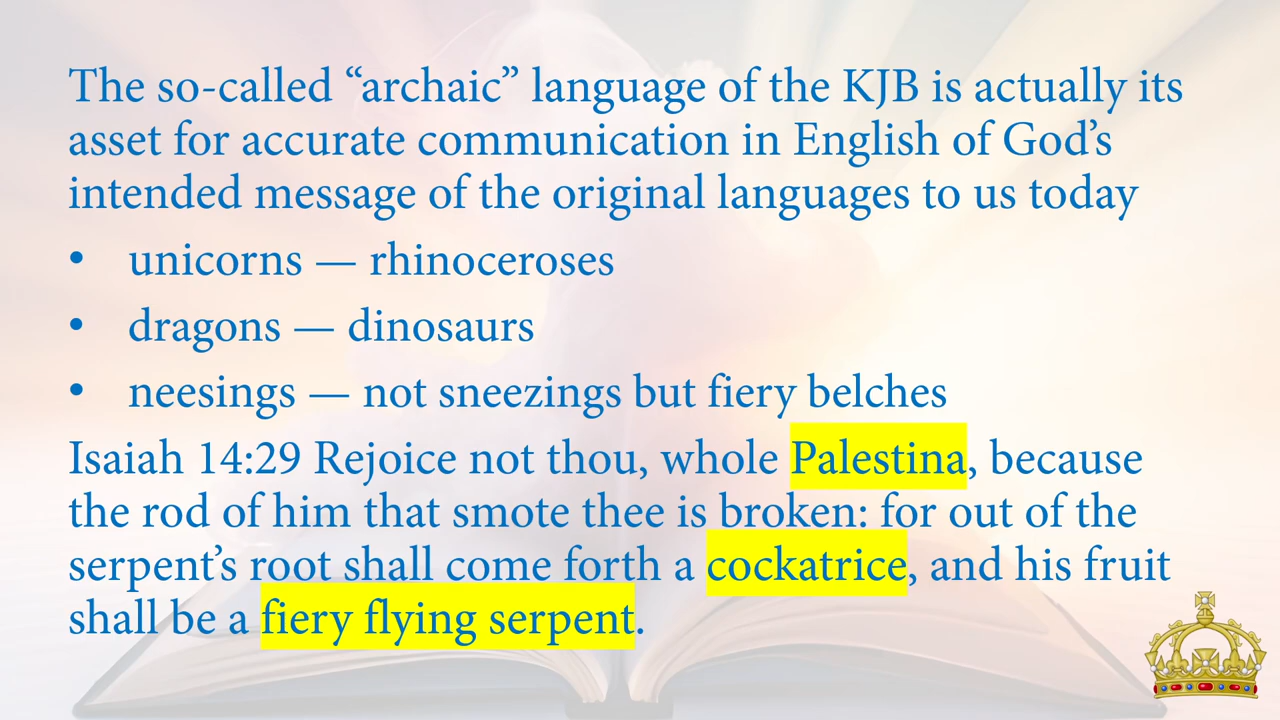 The so-called “archaic” language of the KJB is actually its
asset for accurate communication in English of God’s
intended message of the original languages to us today
• unicorns — rhinoceroses
• dragons — dinosaurs
• neesings — not sneezings but fiery belches
Isaiah 14:29 Rejoice not thou, whole Palestina, because
the rod of him that smote thee is broken: for out of the
serpent’s root shall come forth a cockatrice, and his fruit
shall be a fiery flying serpent.